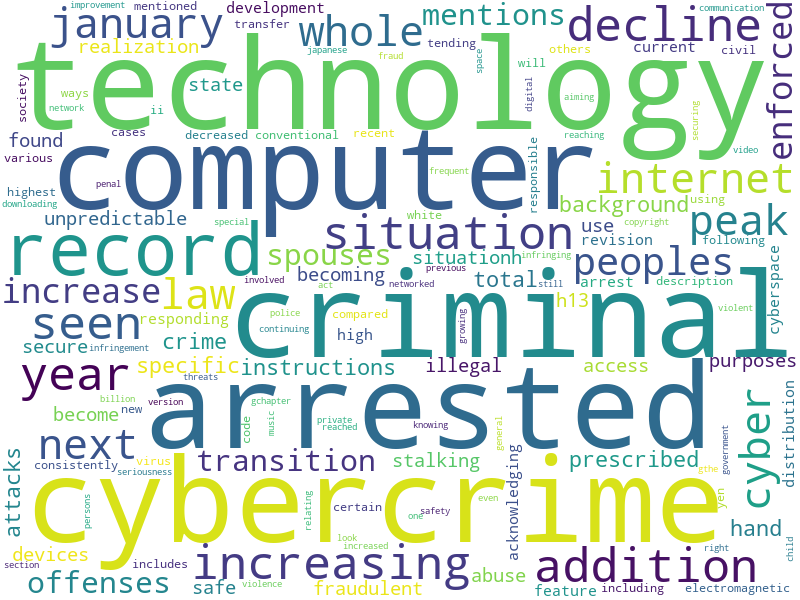 improvement
mentioned
development
communication
january
whole
mentions
decline
enforced
realization
transfer
japanese
fraud
tending
current
civil
others
technology
society
ways
network
state
ii
space
will
digital
aiming
securing
found
cases
decreased
conventional
recent
reaching
video
various
computer
responsible
penal
frequent
internet
highest
downloading
unpredictable
special
white
background
using
copyright
peak
record
situation
use
revision
following
spouses
situationh
infringing
peoples
cyberspace
increase
law
becoming
previous
total
still
arrest
description
involved
networked
h13
violent
act
criminal
seen
responding
police
compared
continuing
high
growing
secure
infringement
crime
year
specific
instructions
illegal
access
purposes
threats
arrested
billion
become
new
version
gchapter
private
reached
knowing
code
music
general
government
cyber
distribution
next
transition
stalking
prescribed
attacks
consistently
virus
seriousness
acknowledging
gthe
cybercrime
persons
devices
certain
safety
relating
even
one
yen
hand
look
increased
right
child
section
includes
increasing
addition
offenses
safe
violence
fraudulent
abuse
feature
including
electromagnetic